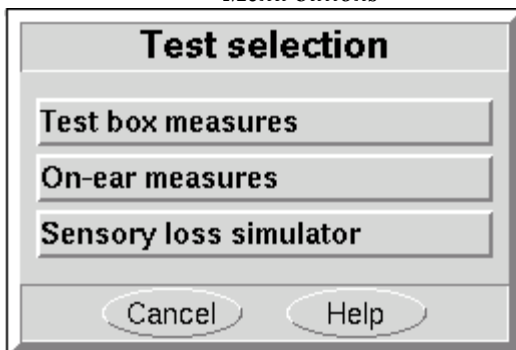 Test selection
Test box measures
On-ear measures
Sensory loss simulator
Cancel Help